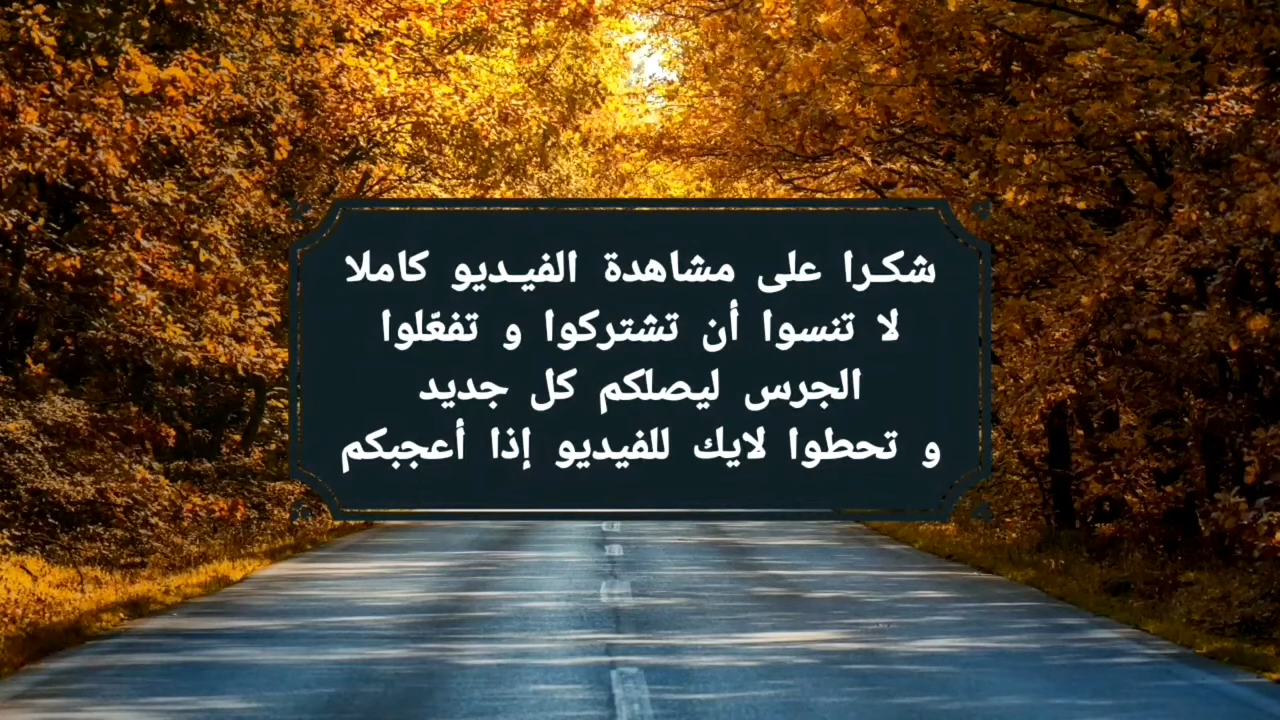 شكرا على مشاهدة الفيديو كاملا
لا تنسوا أن تشتركوا و تفعّلوا
الجرس ليصلكم كل جديد
و تحطوا لايك للفيديو إذا أعجبكم